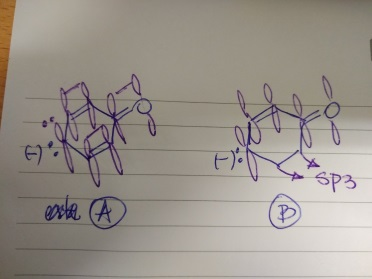 O O
(-) (-)
SP3
A B